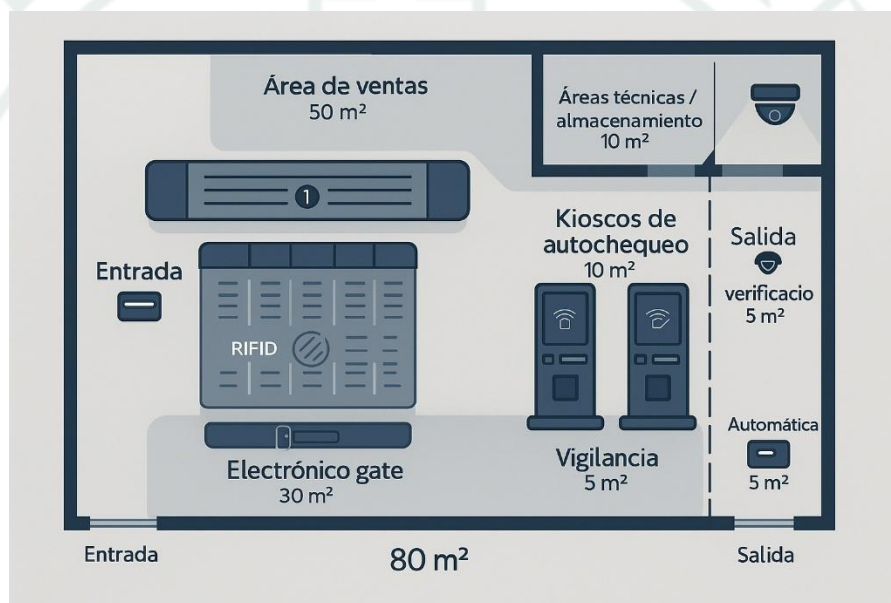 Área de ventas
50 m²
Áreas técnicas /
almacenamiento
10 m²
1
Entrada
RIFID
Kioscos de
autochequeo
10 m²
Salida
verificacio
5 m²
Electrónico gate
30 m²
Vigilancia
5 m²
Automática
5 m²
Entrada
80 m²
Salida